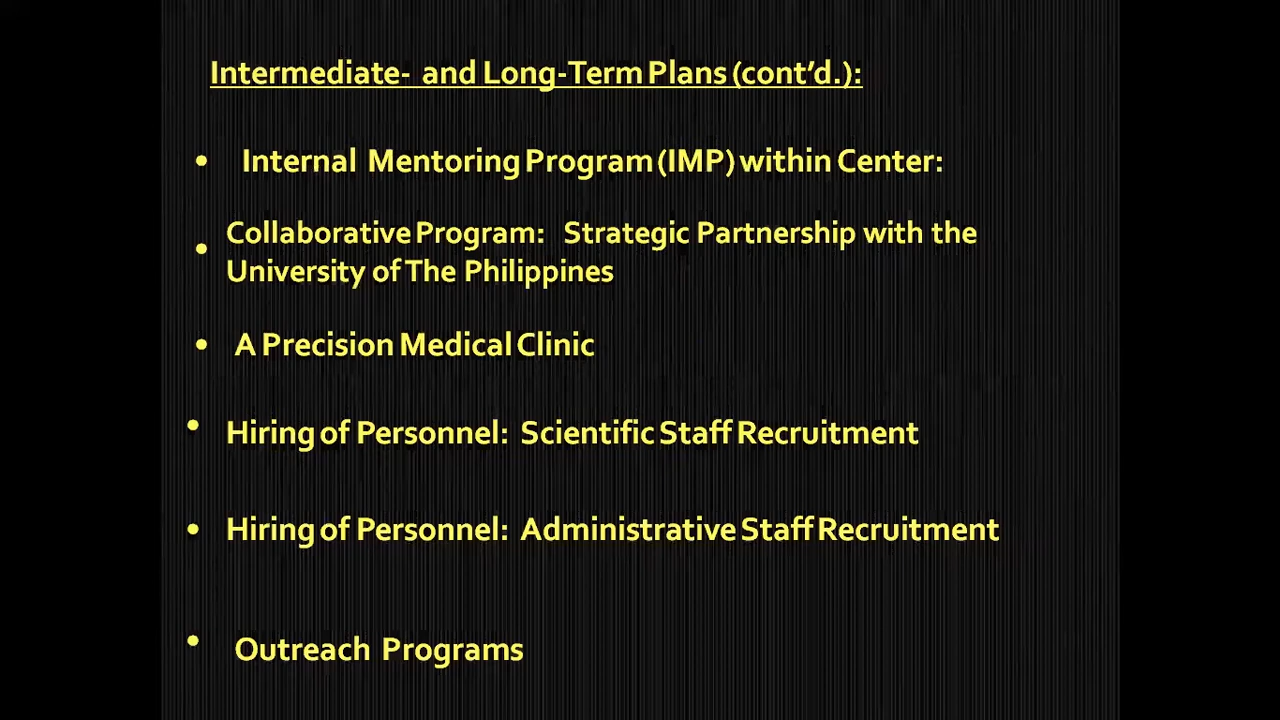 Intermediate- and Long-Term Plans (cont'd.):
• Internal Mentoring Program (IMP) within Center:
• Collaborative Program: Strategic Partnership with the
University of The Philippines
• A Precision Medical Clinic
• Hiring of Personnel: Scientific Staff Recruitment
• Hiring of Personnel: Administrative Staff Recruitment
• Outreach Programs